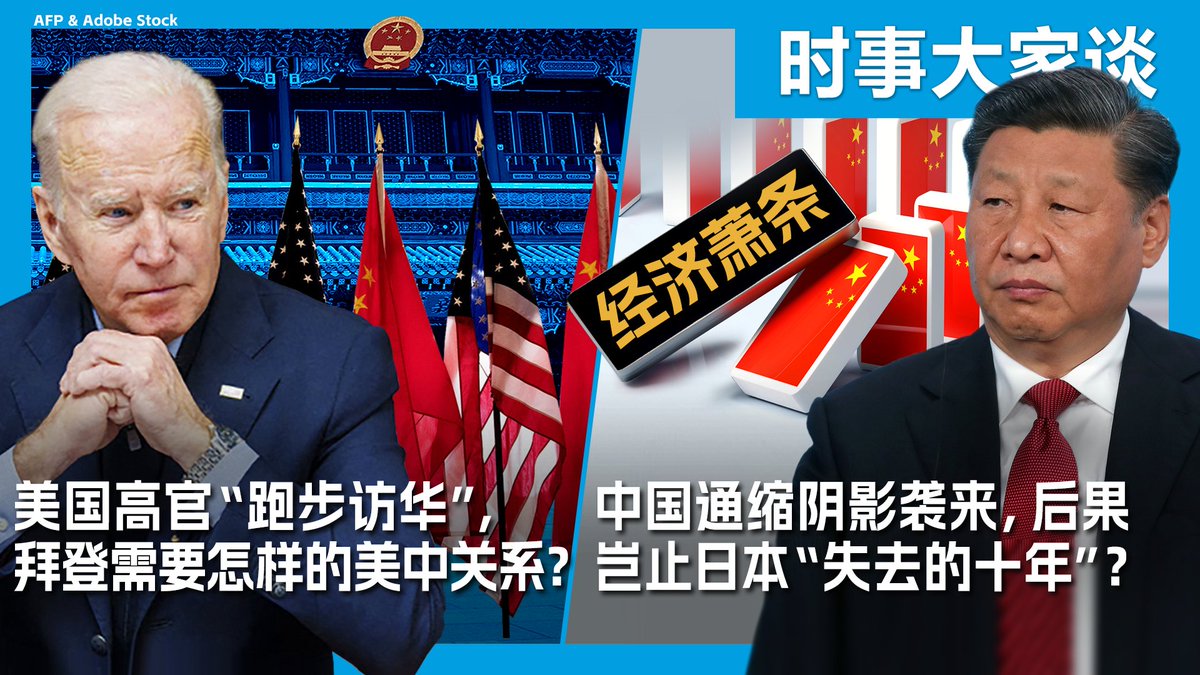 AFP & Adobe Stock
时事大家谈
经济萧条
美国高官“跑步访华”,
拜登需要怎样的美中关系?
中国通缩阴影袭来, 后果
岂止日本“失去的十年”?